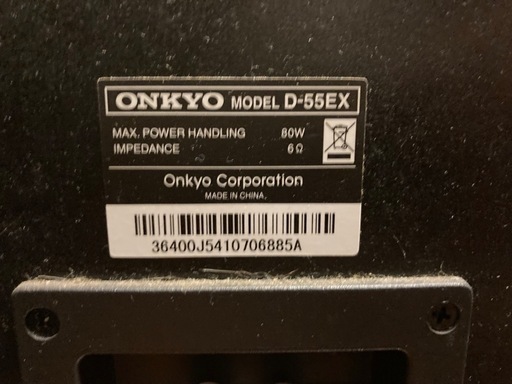 ONKYO MODEL D-55EX
MAX. POWER HANDLING 80W
IMPEDANCE 6Ω
Onkyo Corporation
MADE IN CHINA.
36400J5410706885A